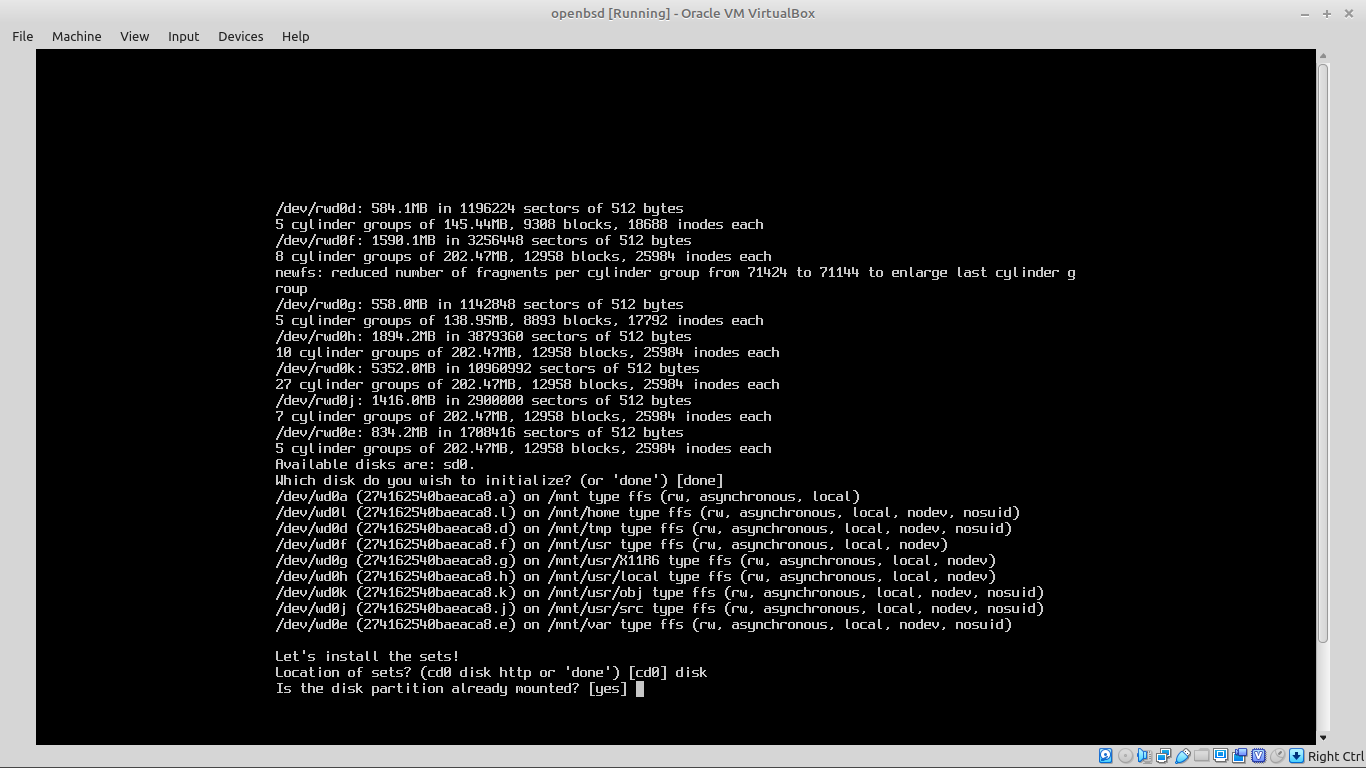 openbsd [Running] - Oracle VM VirtualBox
File Machine View Input Devices Help
/dev/rwd0d: 584.1MB in 1196224 sectors of 512 bytes
5 cylinder groups of 145.44MB, 9308 blocks, 18688 inodes each
/dev/rwd0f: 1590.1MB in 3256448 sectors of 512 bytes
8 cylinder groups of 202.47MB, 12958 blocks, 25984 inodes each
newfs: reduced number of fragments per cylinder group from 71424 to 71144 to enlarge last cylinder g
roup
/dev/rwd0g: 558.0MB in 1142848 sectors of 512 bytes
5 cylinder groups of 138.95MB, 8893 blocks, 17792 inodes each
/dev/rwd0h: 1894.2MB in 3879360 sectors of 512 bytes
10 cylinder groups of 202.47MB, 12958 blocks, 25984 inodes each
/dev/rwd0k: 5352.0MB in 10960992 sectors of 512 bytes
27 cylinder groups of 202.47MB, 12958 blocks, 25984 inodes each
/dev/rwd0j: 1416.0MB in 2900000 sectors of 512 bytes
7 cylinder groups of 202.47MB, 12958 blocks, 25984 inodes each
/dev/rwd0e: 834.2MB in 1708416 sectors of 512 bytes
5 cylinder groups of 202.47MB, 12958 blocks, 25984 inodes each
Available disks are: sd0.
Which disk do you wish to initialize? (or 'done') [done]
/dev/wd0a (274162540baeaca8.a) on /mnt type ffs (rw, asynchronous, local)
/dev/wd0l (274162540baeaca8.l) on /mnt/home type ffs (rw, asynchronous, local, nodev, nosuid)
/dev/wd0d (274162540baeaca8.d) on /mnt/tmp type ffs (rw, asynchronous, local, nodev, nosuid)
/dev/wd0f (274162540baeaca8.f) on /mnt/usr type ffs (rw, asynchronous, local, nodev)
/dev/wd0g (274162540baeaca8.g) on /mnt/usr/X11R6 type ffs (rw, asynchronous, local, nodev)
/dev/wd0h (274162540baeaca8.h) on /mnt/usr/local type ffs (rw, asynchronous, local, nodev)
/dev/wd0k (274162540baeaca8.k) on /mnt/usr/obj type ffs (rw, asynchronous, local, nodev, nosuid)
/dev/wd0j (274162540baeaca8.j) on /mnt/usr/src type ffs (rw, asynchronous, local, nodev, nosuid)
/dev/wd0e (274162540baeaca8.e) on /mnt/var type ffs (rw, asynchronous, local, nodev, nosuid)
Let's install the sets!
Location of sets? (cd0 disk http or 'done') [cd0] disk
Is the disk partition already mounted? [yes]
Right Ctrl